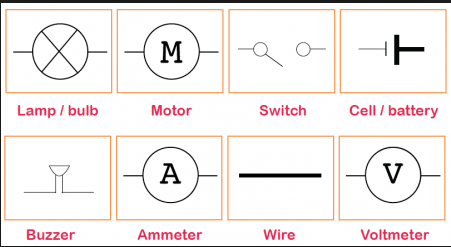 M
Lamp / bulb Motor Switch Cell / battery
A V
Buzzer Ammeter Wire Voltmeter